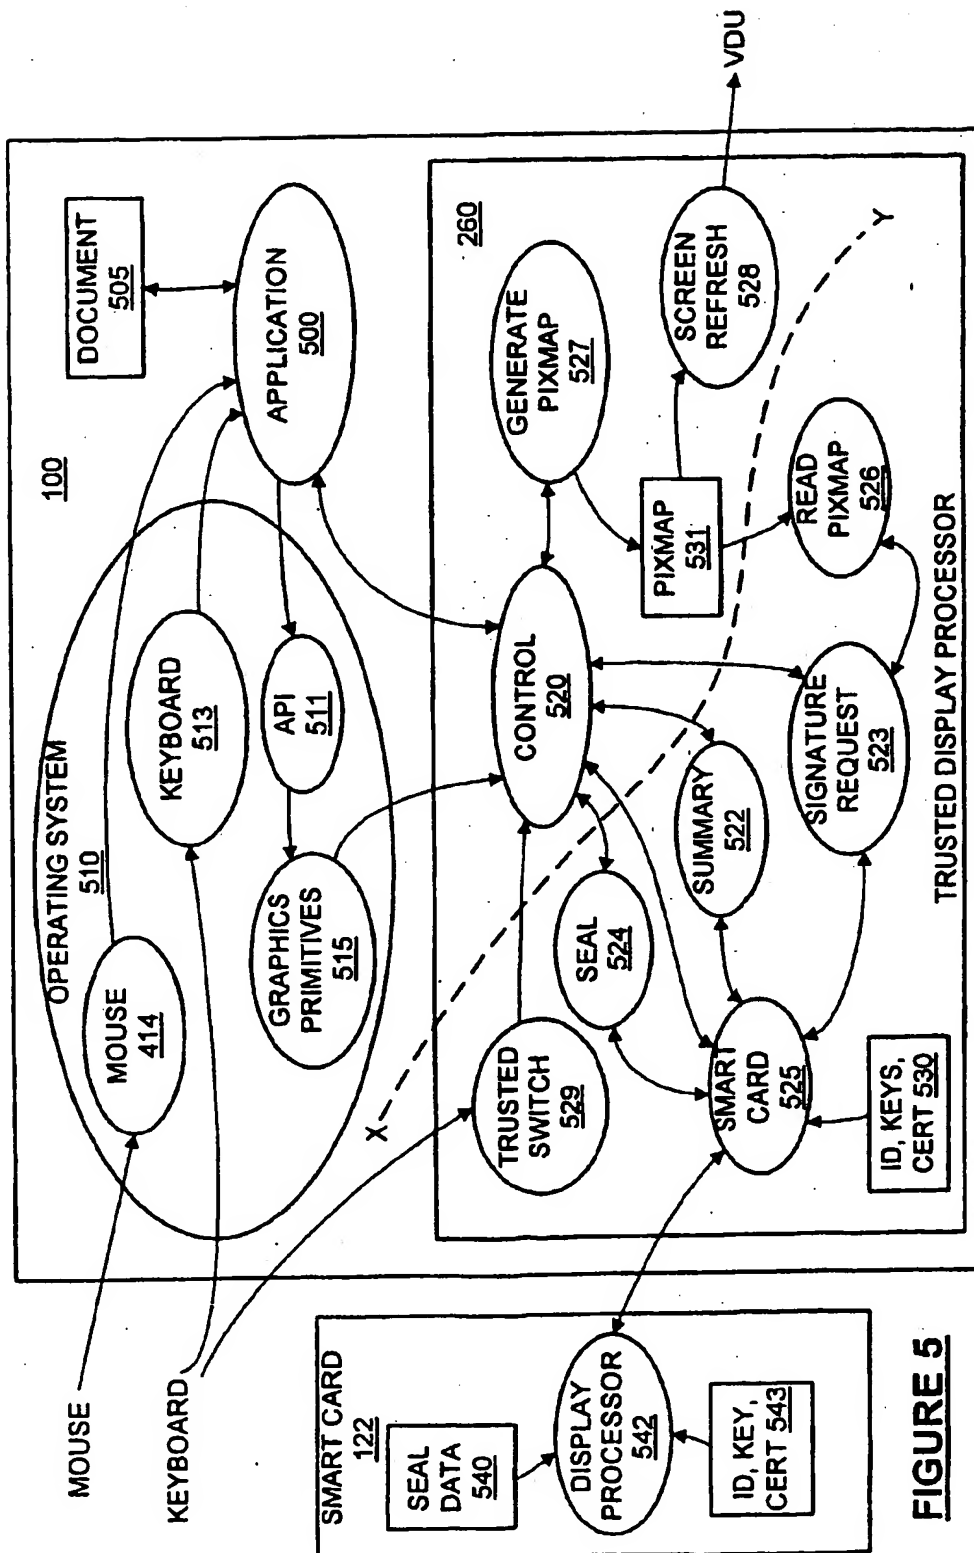 MOUSE
KEYBOARD
100
OPERATING SYSTEM
510
MOUSE
414
KEYBOARD
513
GRAPHICS
PRIMITIVES
515
API
511
DOCUMENT
505
APPLICATION
500
X
Y
260
TRUSTED
SWITCH
529
CONTROL
520
GENERATE
PIXMAP
527
SEAL
524
PIXMAP
531
SCREEN
REFRESH
528
VDU
SMART
CARD
525
SUMMARY
522
SIGNATURE
REQUEST
523
READ
PIXMAP
526
ID, KEYS,
CERT 530
TRUSTED DISPLAY PROCESSOR
SMART CARD
122
SEAL
DATA
540
DISPLAY
PROCESSOR
542
ID, KEY,
CERT 543
FIGURE 5